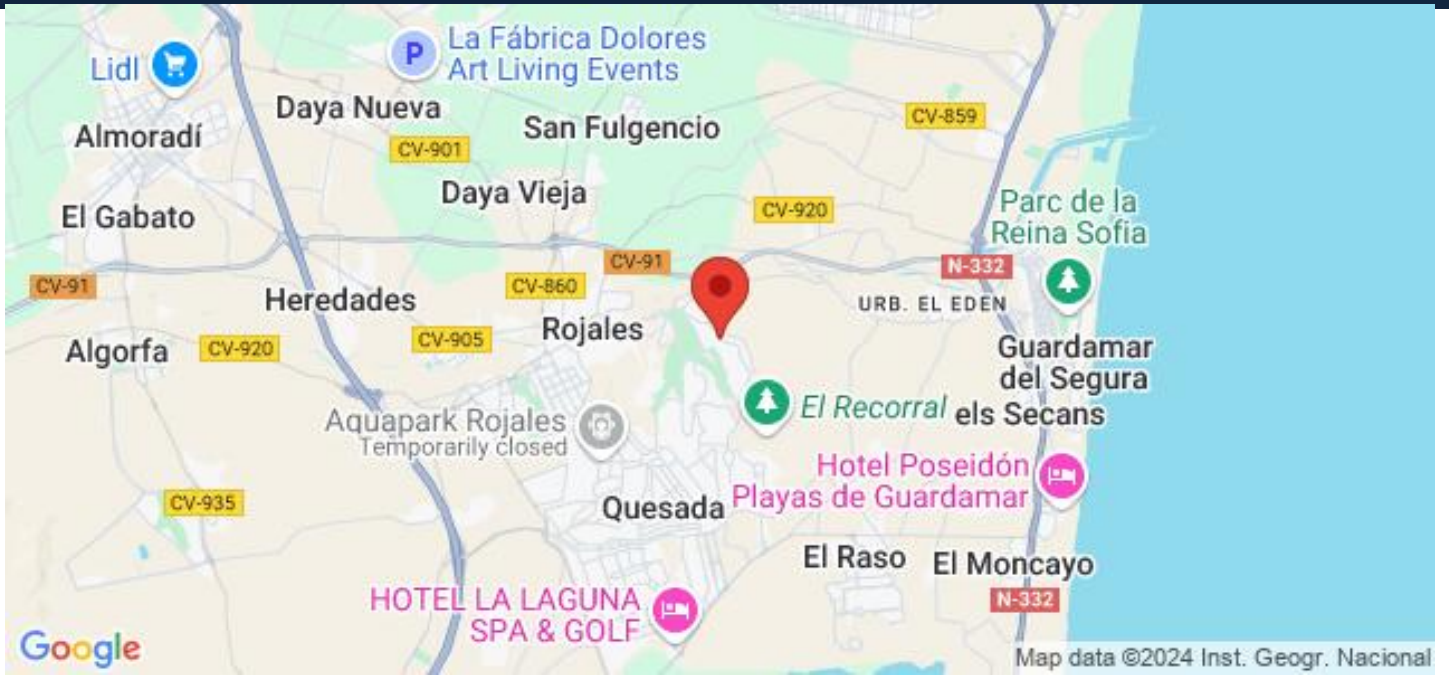 La Fábrica Dolores
Art Living Events
P
Lidl
Daya Nueva
CV-859
Almoradí
San Fulgencio
CV-901
Daya Vieja
Parc de la
Reina Sofia
El Gabato
CV-920
CV-91
N-332
CV-91
CV-860
Heredades
URB. EL EDEN
Rojales
CV-905
Algorfa
CV-920
Guardamar
del Segura
Aquapark Rojales
Temporarily closed
El Recorral
els Secans
Hotel Poseidón
Playas de Guardamar
CV-935
Quesada
El Raso
El Moncayo
HOTEL LA LAGUNA
SPA & GOLF
N-332
Google
Map data ©2024 Inst. Geogr. Nacional